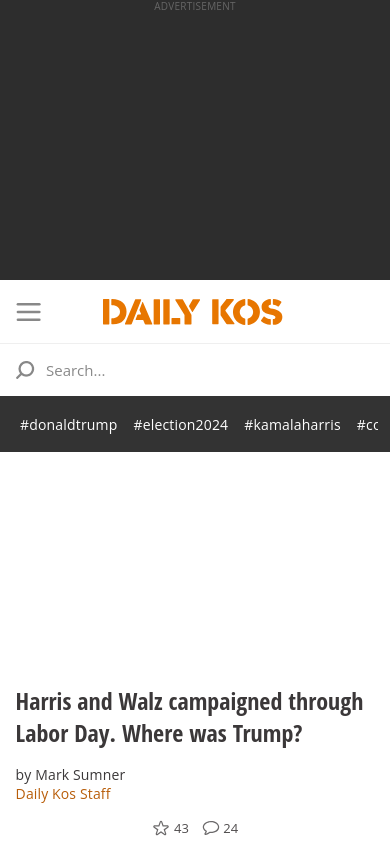 ADVERTISEMENT
DAILY KOS
Search...
#donaldtrump #election2024 #kamalaharris
Harris and Walz campaigned through
Labor Day. Where was Trump?
by Mark Sumner
Daily Kos Staff
43 24